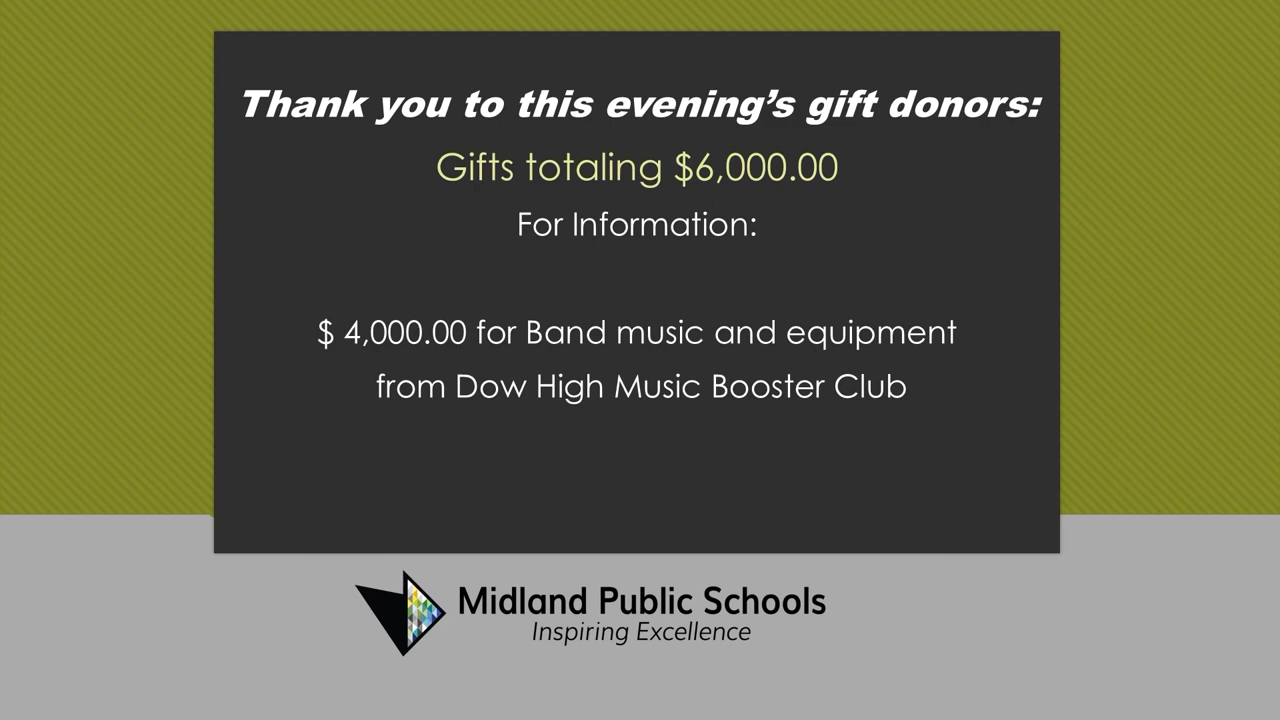 Thank you to this evening’s gift donors:
Gifts totaling $6,000.00
For Information:
$ 4,000.00 for Band music and equipment
from Dow High Music Booster Club
Midland Public Schools
Inspiring Excellence